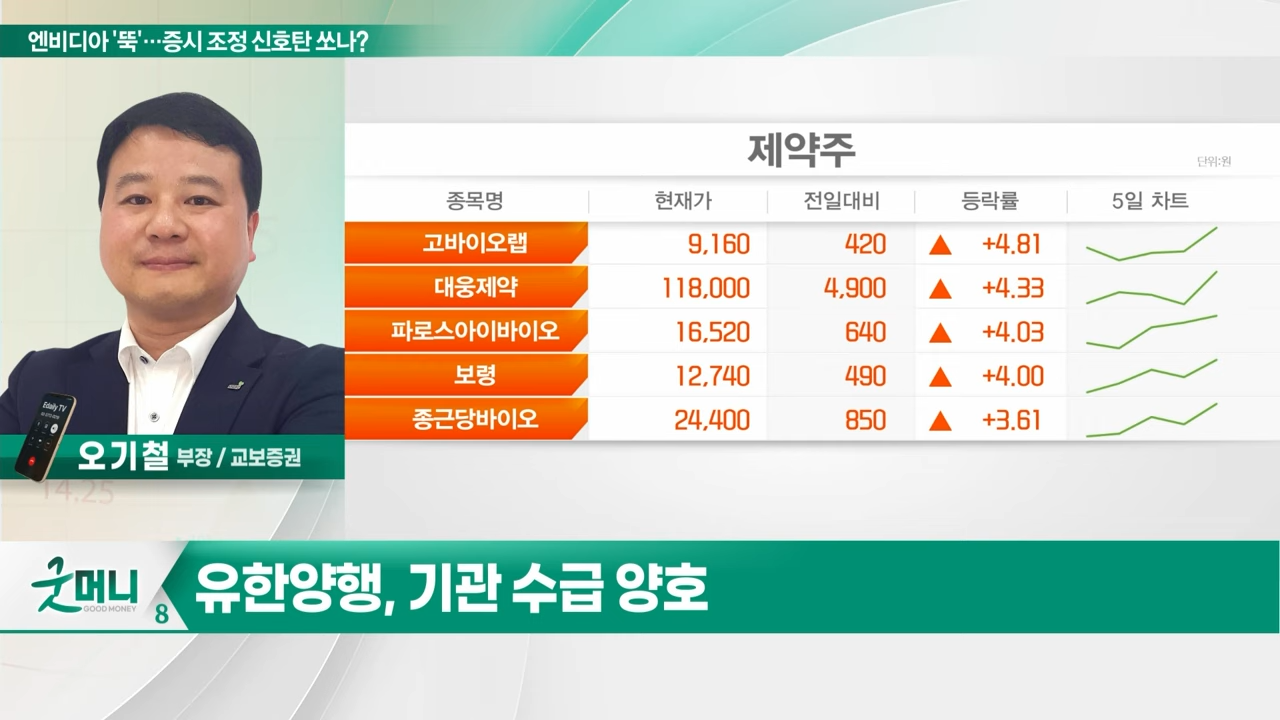 엔비디아 '뚝'…증시 조정 신호탄 쏘나?
제약주
단위:원
종목명 현재가 전일대비 등락률 5일 차트
고바이오랩 9,160 420 ▲ +4.81
대웅제약 118,000 4,900 ▲ +4.33
파로스아이바이오 16,520 640 ▲ +4.03
보령 12,740 490 ▲ +4.00
종근당바이오 24,400 850 ▲ +3.61
Edaily TV
오기철 부장 / 교보증권
14.25
굿머니
GOOD MONEY
8
유한양행, 기관 수급 양호